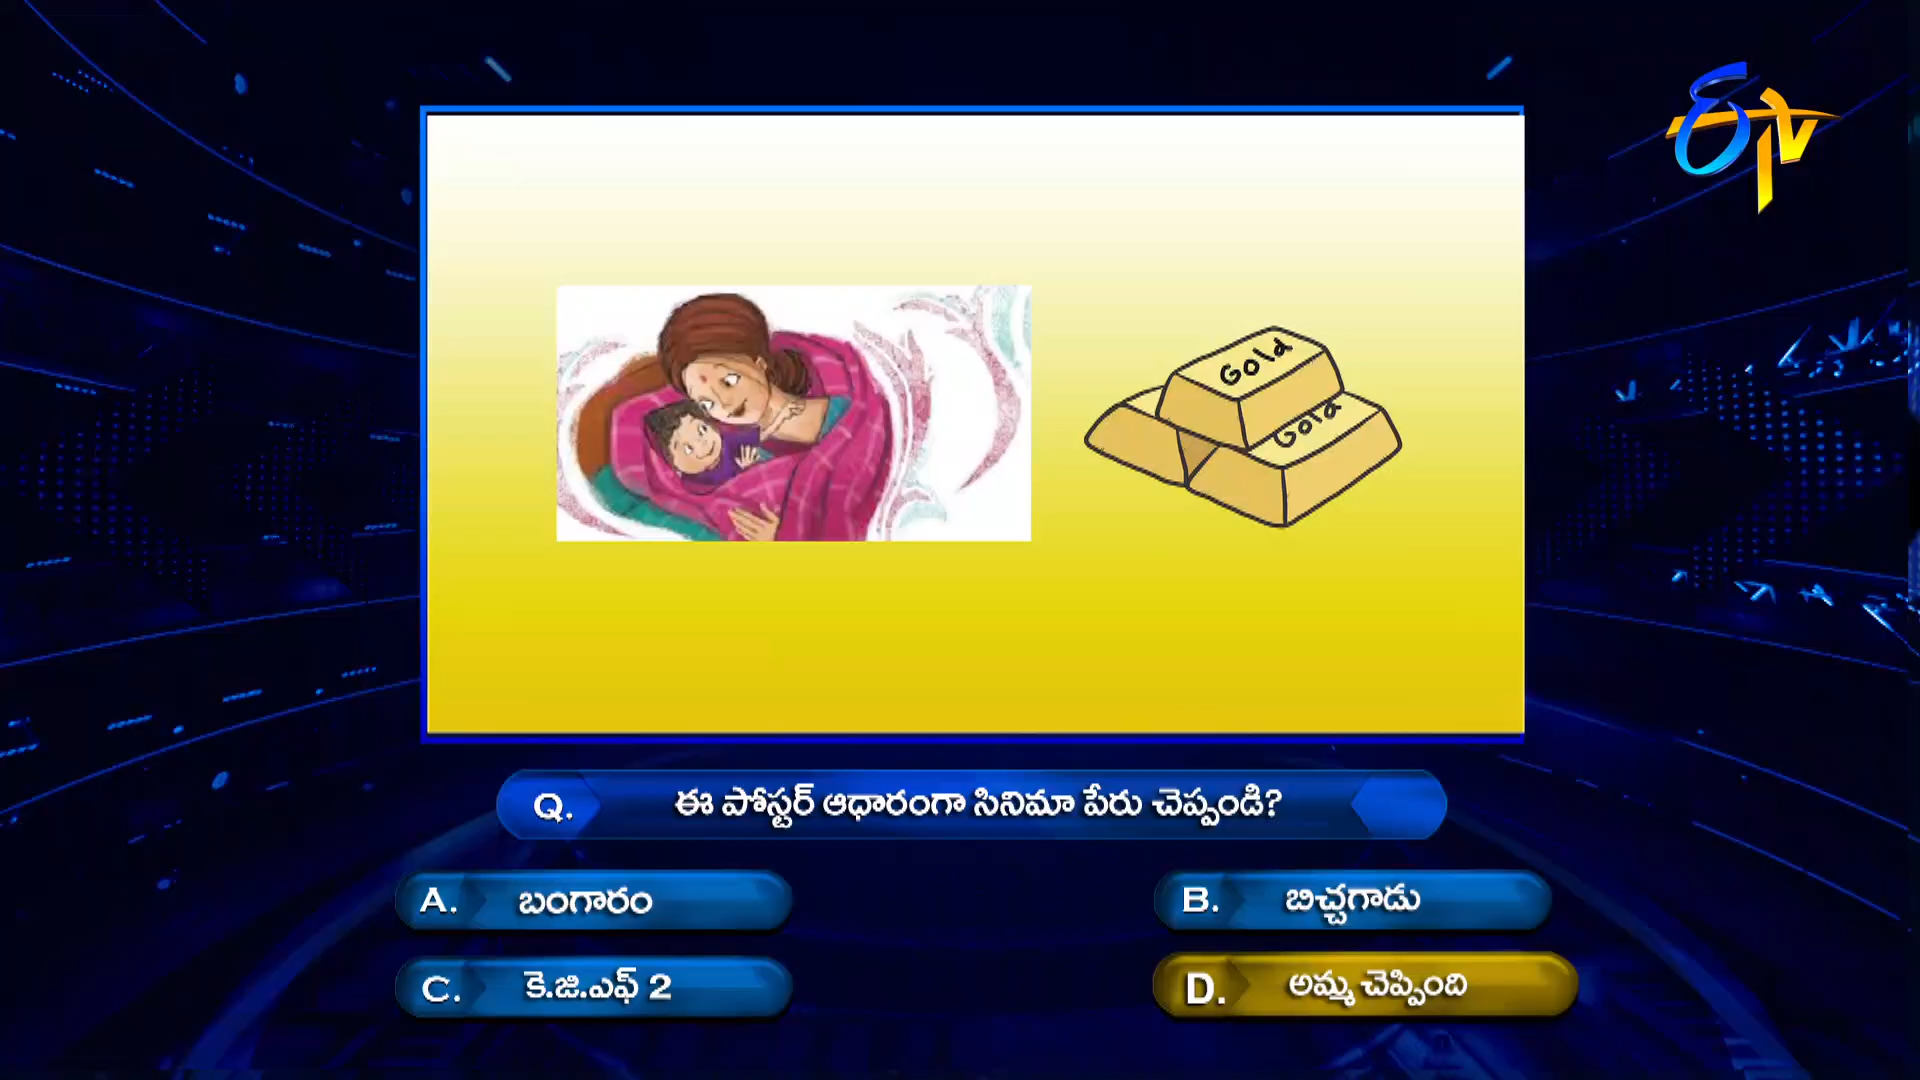 ETV
Gold
Gold
Q. ఈ పోస్టర్ ఆధారంగా సినిమా పేరు చెప్పండి?
A. బంగారం
B. బిచ్చగాడు
C. కె.జి.ఎఫ్ 2
D. అమ్మ చెప్పింది